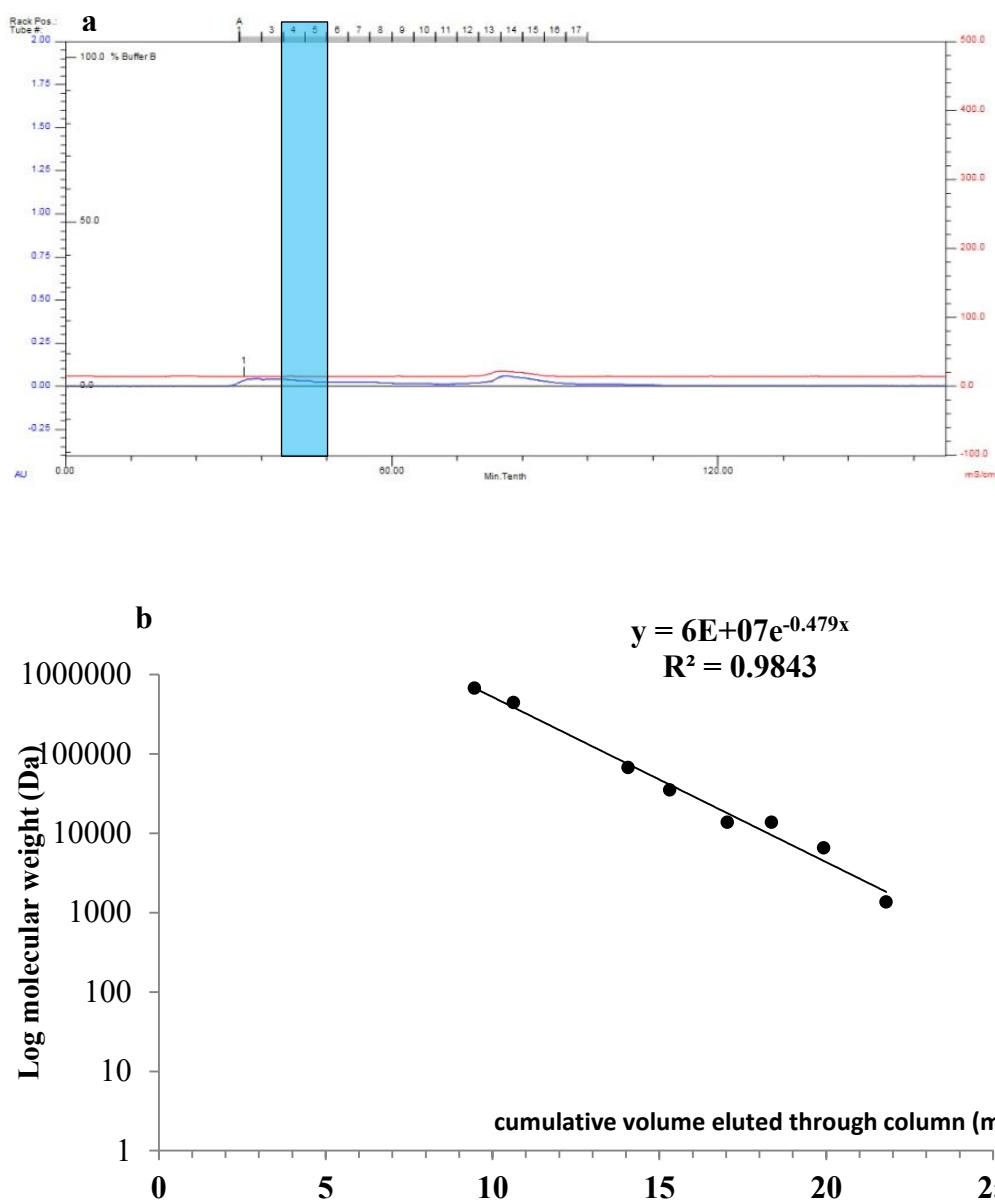 Rack Pos.: A
Tube #: 1 3 4 5 6 7 8 9 10 11 12 13 14 15 16 17
a
2.00 100.0 % Buffer B 500.0
1.75 400.0
1.50
1.25 300.0
1.00 50.0
0.75 200.0
0.50
0.25 100.0
1
0.00 0.0 0.0
-0.25
-100.0
AU 0.00 60.00 120.00 mS/cm
Min.Tenth
b
y = 6E+07e-0.479x
R² = 0.9843
Log molecular weight (Da)
1000000
100000
10000
1000
100
10
1
cumulative volume eluted through column (m
0 5 10 15 20 2